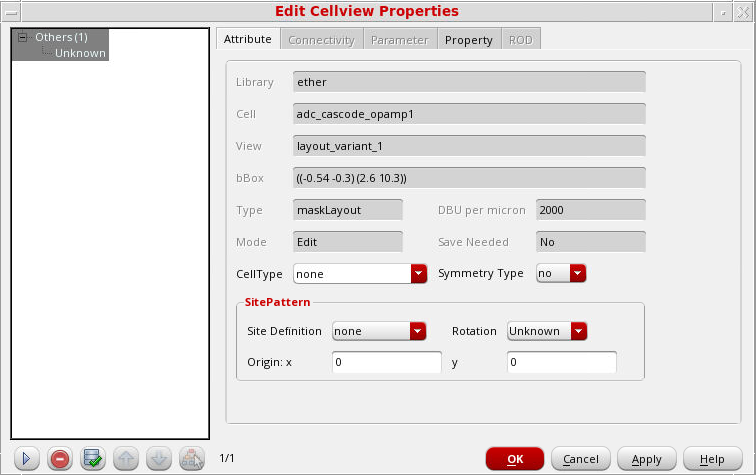 Edit Cellview Properties
Others (1)
Unknown
Attribute Connectivity Parameter Property ROD
Library ether
Cell adc_cascode_opamp1
View layout_variant_1
bBox ((-0.54 -0.3) (2.6 10.3))
Type maskLayout DBU per micron 2000
Mode Edit Save Needed No
CellType none Symmetry Type no
SitePattern
Site Definition none Rotation Unknown
Origin: x 0 y 0
1/1 OK Cancel Apply Help